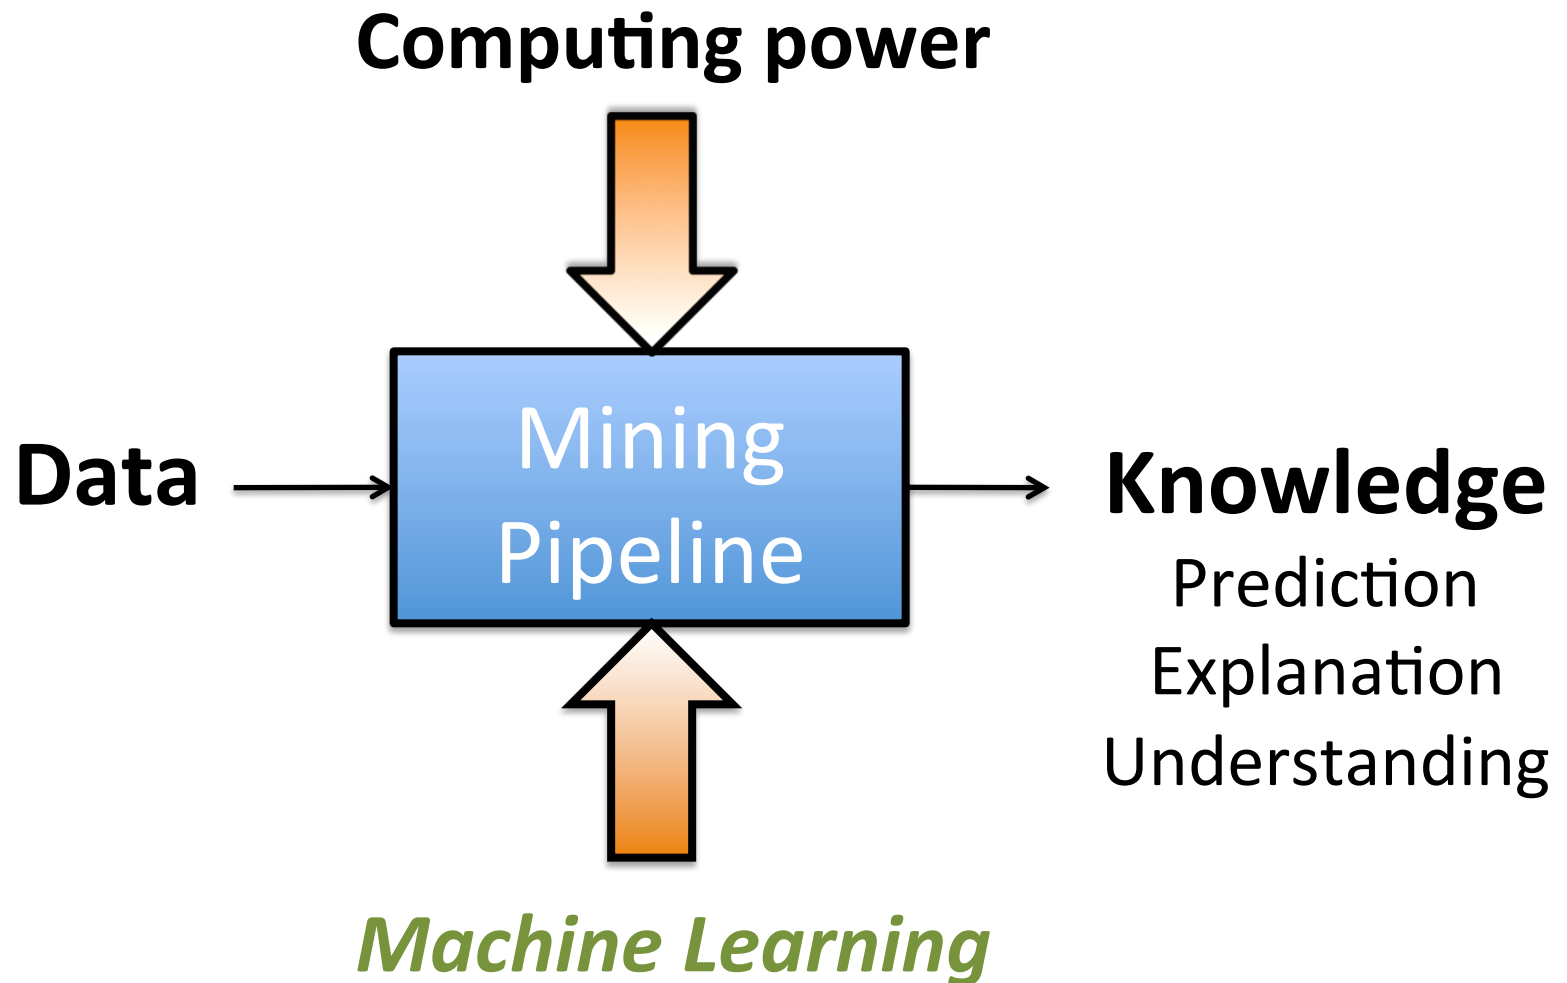 Computing power
Mining
Pipeline
Data
Knowledge
Prediction
Explanation
Understanding
Machine Learning